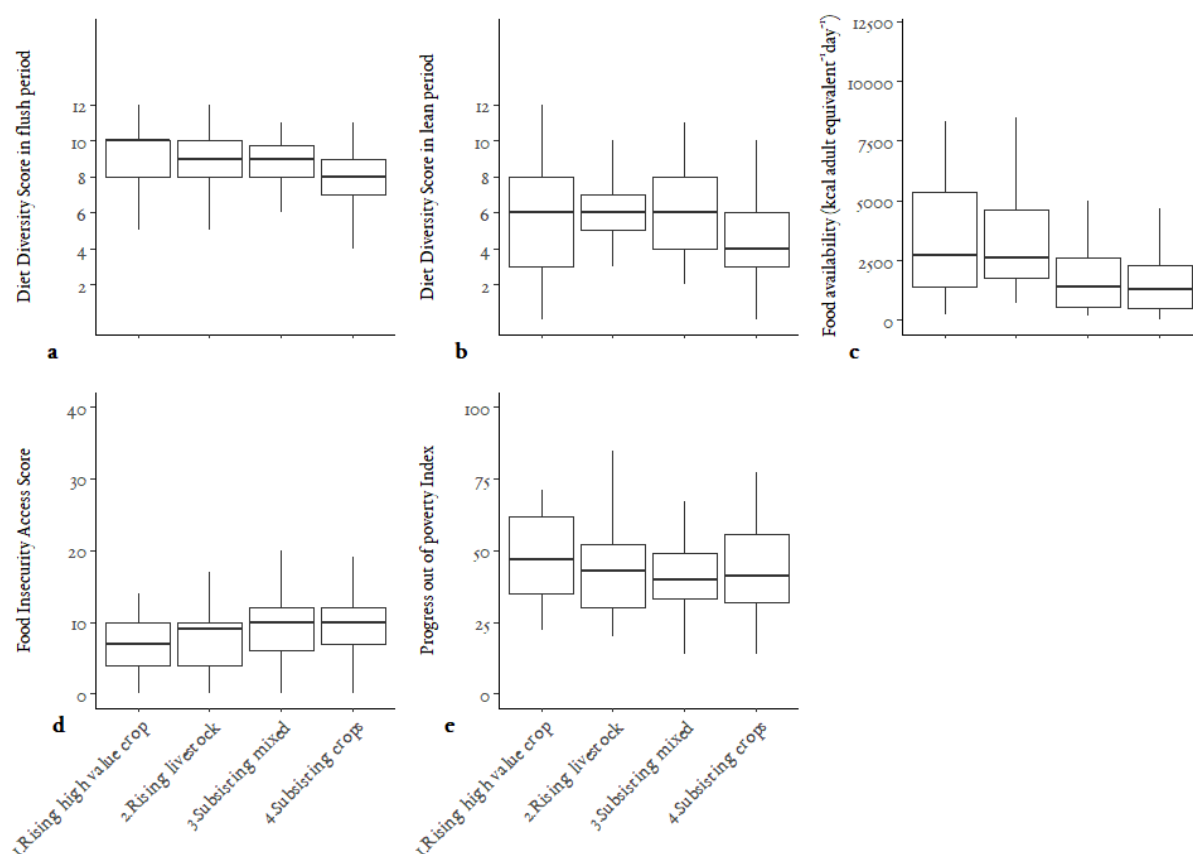 Diet Diversity Score in flush period
12
10
8
6
4
2
a
Diet Diversity Score in lean period
12
10
8
6
4
2
b
Food availability (kcal adult equivalent⁻¹day⁻¹)
12500
10000
7500
5000
2500
0
c
Food Insecurity Access Score
40
30
20
10
0
d
1.Rising high value crop
2.Rising livestock
3.Subsisting mixed
4.Subsisting crops
Progress out of poverty Index
100
75
50
25
0
e
1.Rising high value crop
2.Rising livestock
3.Subsisting mixed
4.Subsisting crops